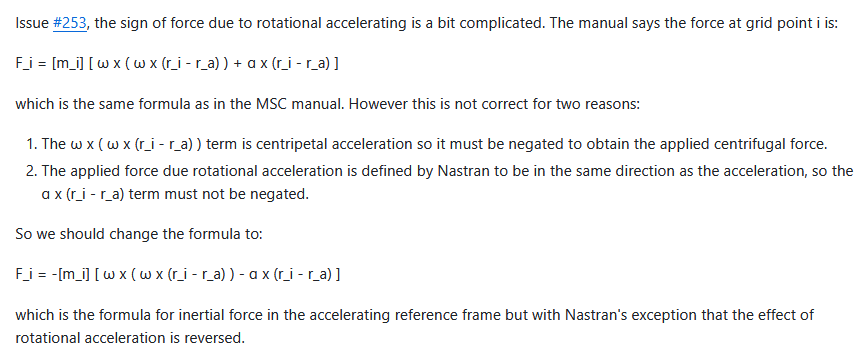 Issue #253, the sign of force due to rotational accelerating is a bit complicated. The manual says the force at grid point i is:
F_i = [m_i] [ ω x ( ω x (r_i - r_a) ) + α x (r_i - r_a) ]
which is the same formula as in the MSC manual. However this is not correct for two reasons:
1. The ω x ( ω x (r_i - r_a) ) term is centripetal acceleration so it must be negated to obtain the applied centrifugal force.
2. The applied force due rotational acceleration is defined by Nastran to be in the same direction as the acceleration, so the
α x (r_i - r_a) term must not be negated.
So we should change the formula to:
F_i = -[m_i] [ ω x ( ω x (r_i - r_a) ) - α x (r_i - r_a) ]
which is the formula for inertial force in the accelerating reference frame but with Nastran's exception that the effect of
rotational acceleration is reversed.